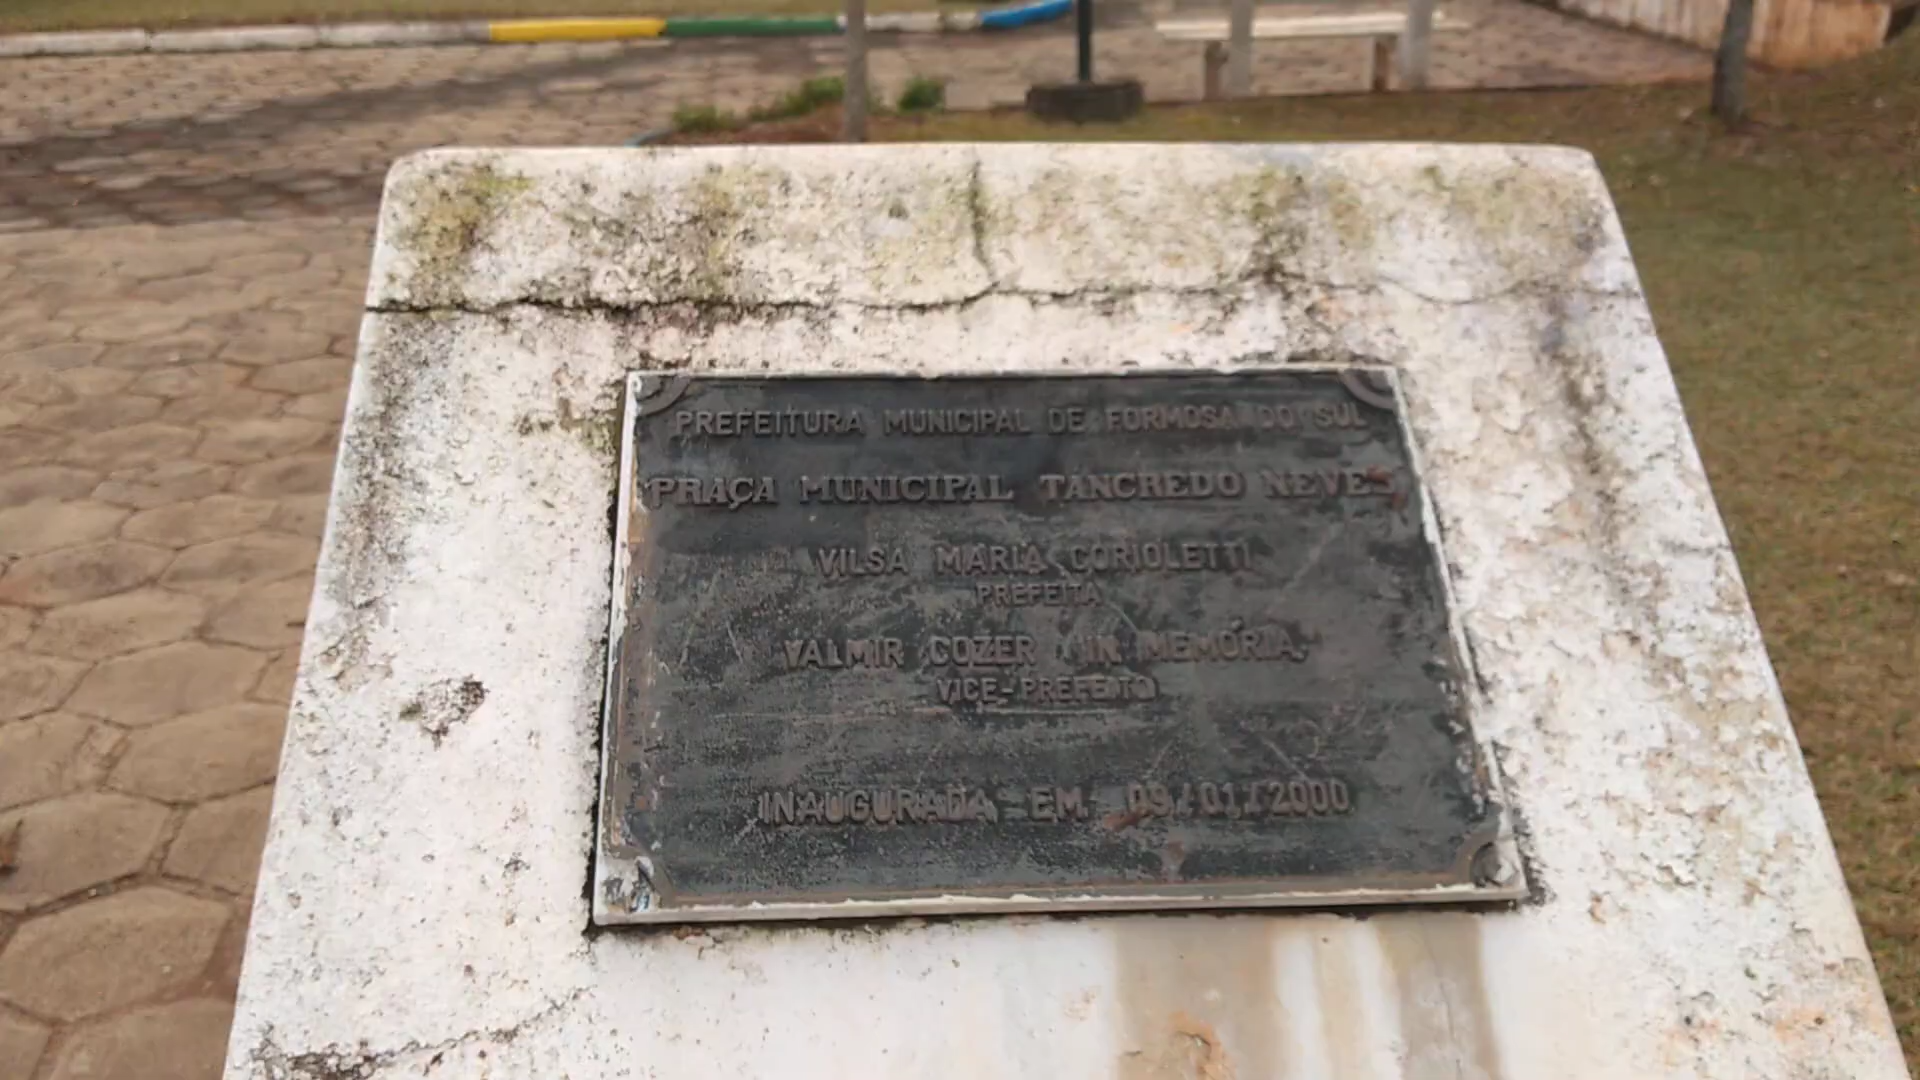 PREFEITURA MUNICIPAL DE FORMOSA DO SUL
PRAÇA MUNICIPAL TANCREDO NEVES
VILSA MARIA CORIOLETTI
PREFEITA
VALMIR COZER IN MEMÓRIA
VICE-PREFEITO
INAUGURADA EM 09/01/2000